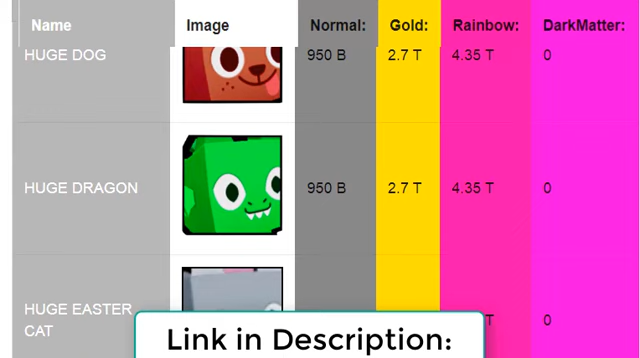 Name Image Normal: Gold: Rainbow: DarkMatter:
HUGE DOG 950 B 2.7 T 4.35 T 0
HUGE DRAGON 950 B 2.7 T 4.35 T 0
HUGE EASTER
CAT T 0
Link in Description: